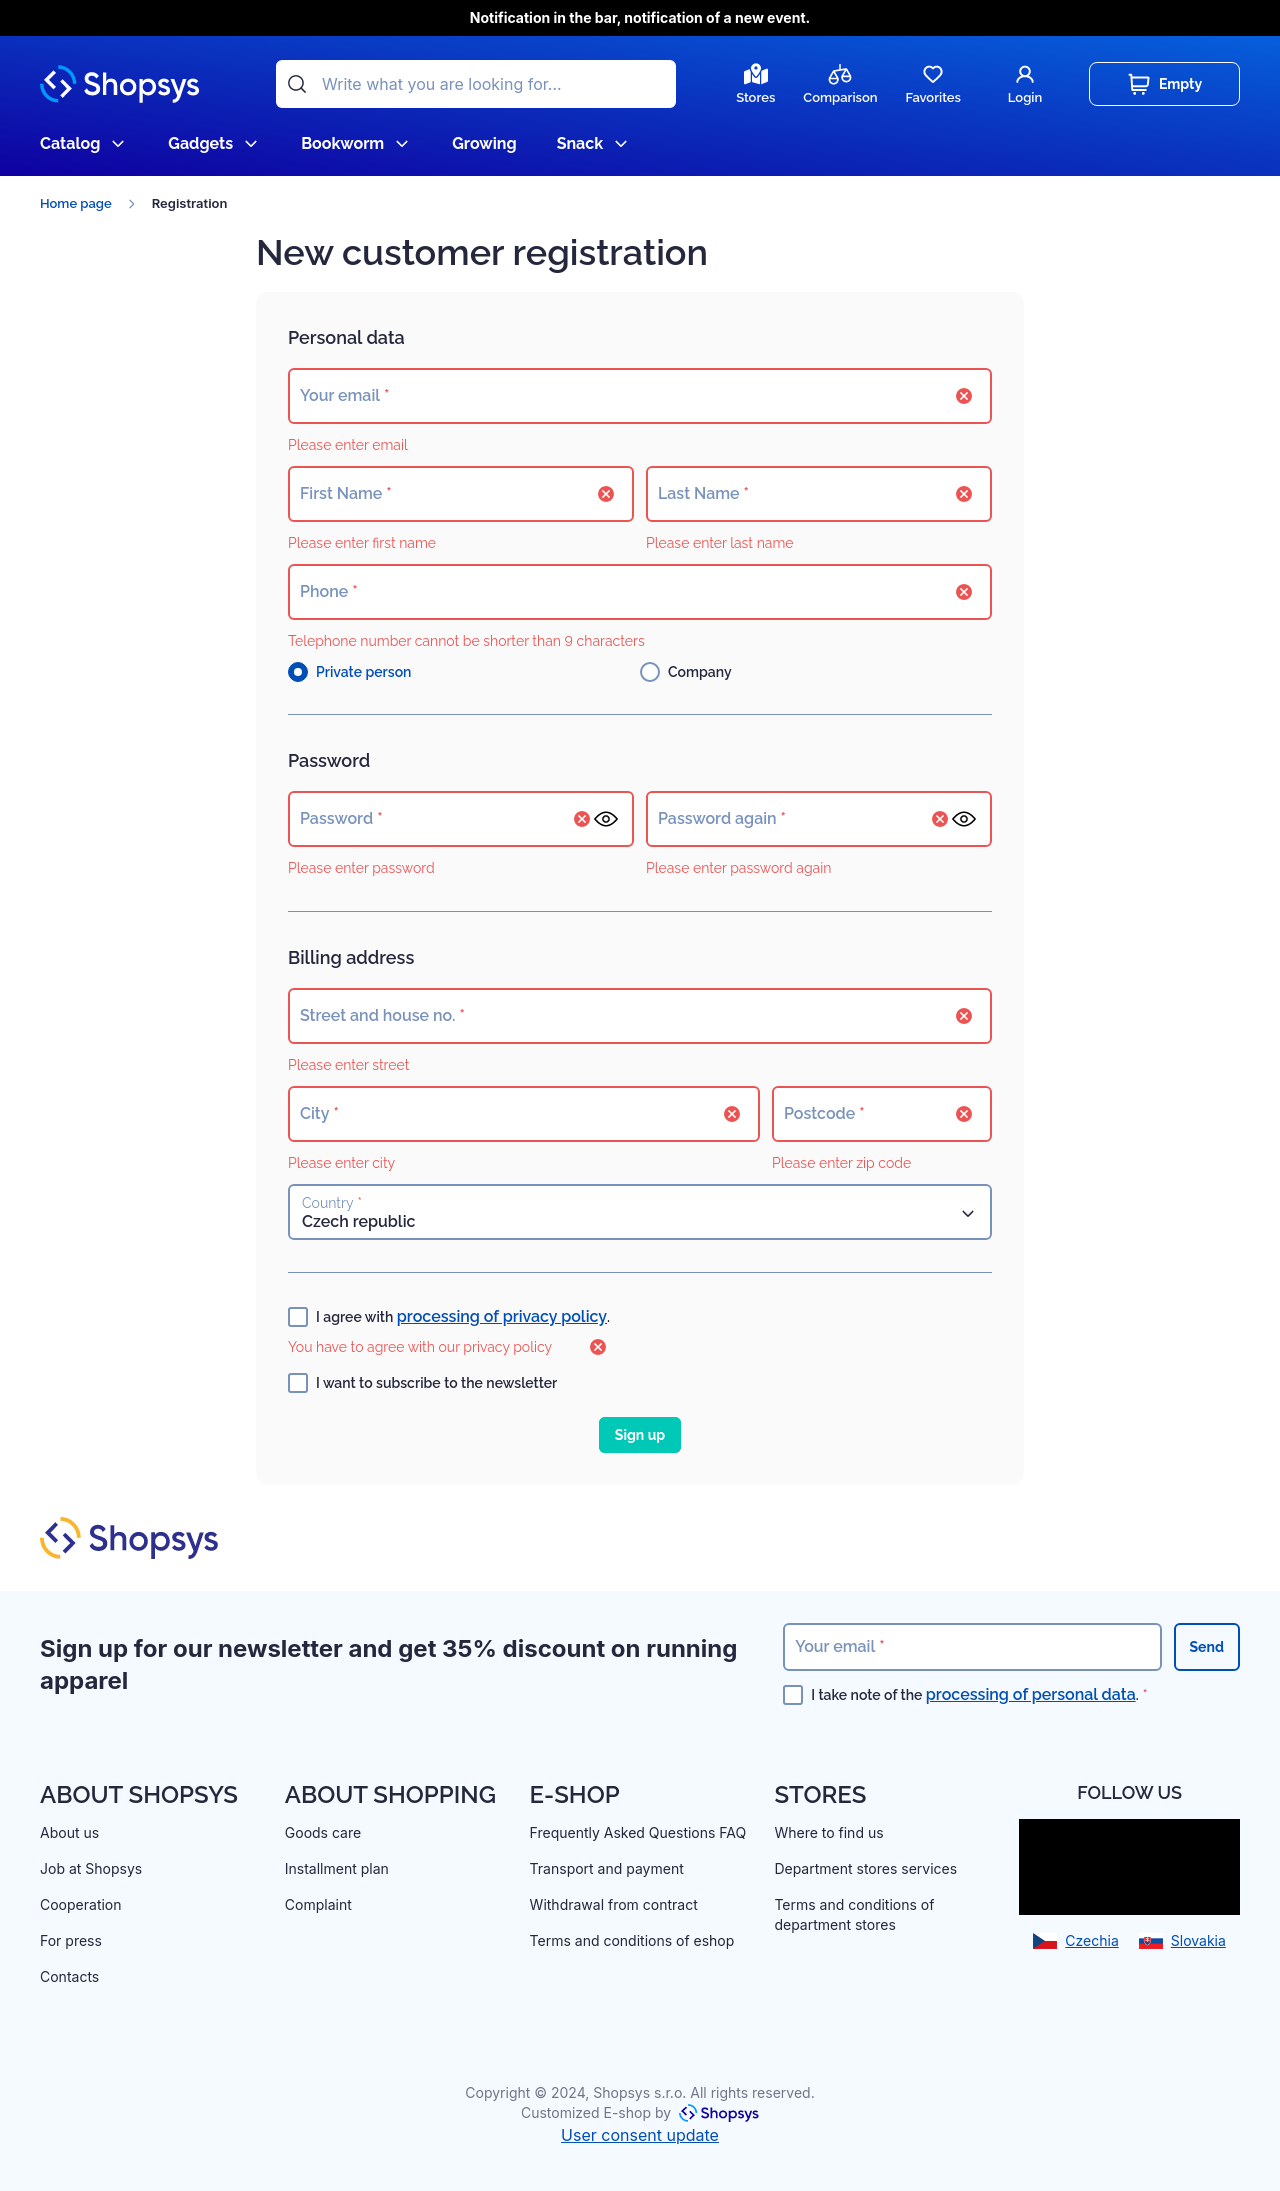 Notification in the bar, notification of a new event.
Shopsys
Write what you are looking for...
Stores
Comparison
Favorites
Login
Empty
Catalog
Gadgets
Bookworm
Growing
Snack
Home page
Registration
New customer registration
Personal data
Your email *
Please enter email
First Name *
Last Name *
Please enter first name
Please enter last name
Phone *
Telephone number cannot be shorter than 9 characters
Private person
Company
Password
Password *
Password again *
Please enter password
Please enter password again
Billing address
Street and house no. *
Please enter street
City *
Postcode *
Please enter city
Please enter zip code
Country *
Czech republic
I agree with processing of privacy policy.
You have to agree with our privacy policy
I want to subscribe to the newsletter
Sign up
Shopsys
Sign up for our newsletter and get 35% discount on running
apparel
Your email *
Send
I take note of the processing of personal data. *
ABOUT SHOPSYS
About us
Job at Shopsys
Cooperation
For press
Contacts
ABOUT SHOPPING
Goods care
Installment plan
Complaint
E-SHOP
Frequently Asked Questions FAQ
Transport and payment
Withdrawal from contract
Terms and conditions of eshop
STORES
Where to find us
Department stores services
Terms and conditions of
department stores
FOLLOW US
Czechia
Slovakia
Copyright © 2024, Shopsys s.r.o. All rights reserved.
Customized E-shop by Shopsys
User consent update